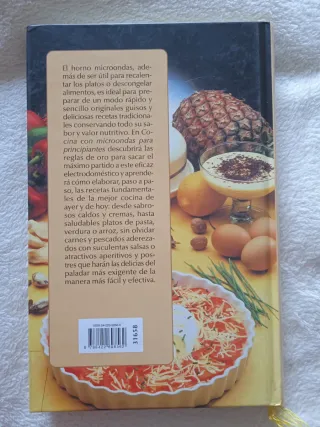 El horno microondas, ade-
más de ser útil para recalen-
tar los platos o descongelar
alimentos, es ideal para pre-
parar de un modo rápido y
sencillo originales guisos y
deliciosas recetas tradiciona-
les conservando todo su sa-
bor y valor nutritivo. En Co-
cina con microondas para
principiantes descubrirá las
reglas de oro para sacar el
máximo partido a este eficaz
electrodoméstico y aprende-
rá cómo elaborar, paso a pa-
so, las recetas fundamenta-
les de la mejor cocina de
ayer y de hoy: desde sabro-
sos caldos y cremas, hasta
saludables platos de pasta,
verdura o arroz, sin olvidar
carnes y pescados adereza-
dos con suculentas salsas o
atractivos aperitivos y pos-
tres que harán las delicias del
paladar más exigente de la
manera más fácil y efectiva.
31658